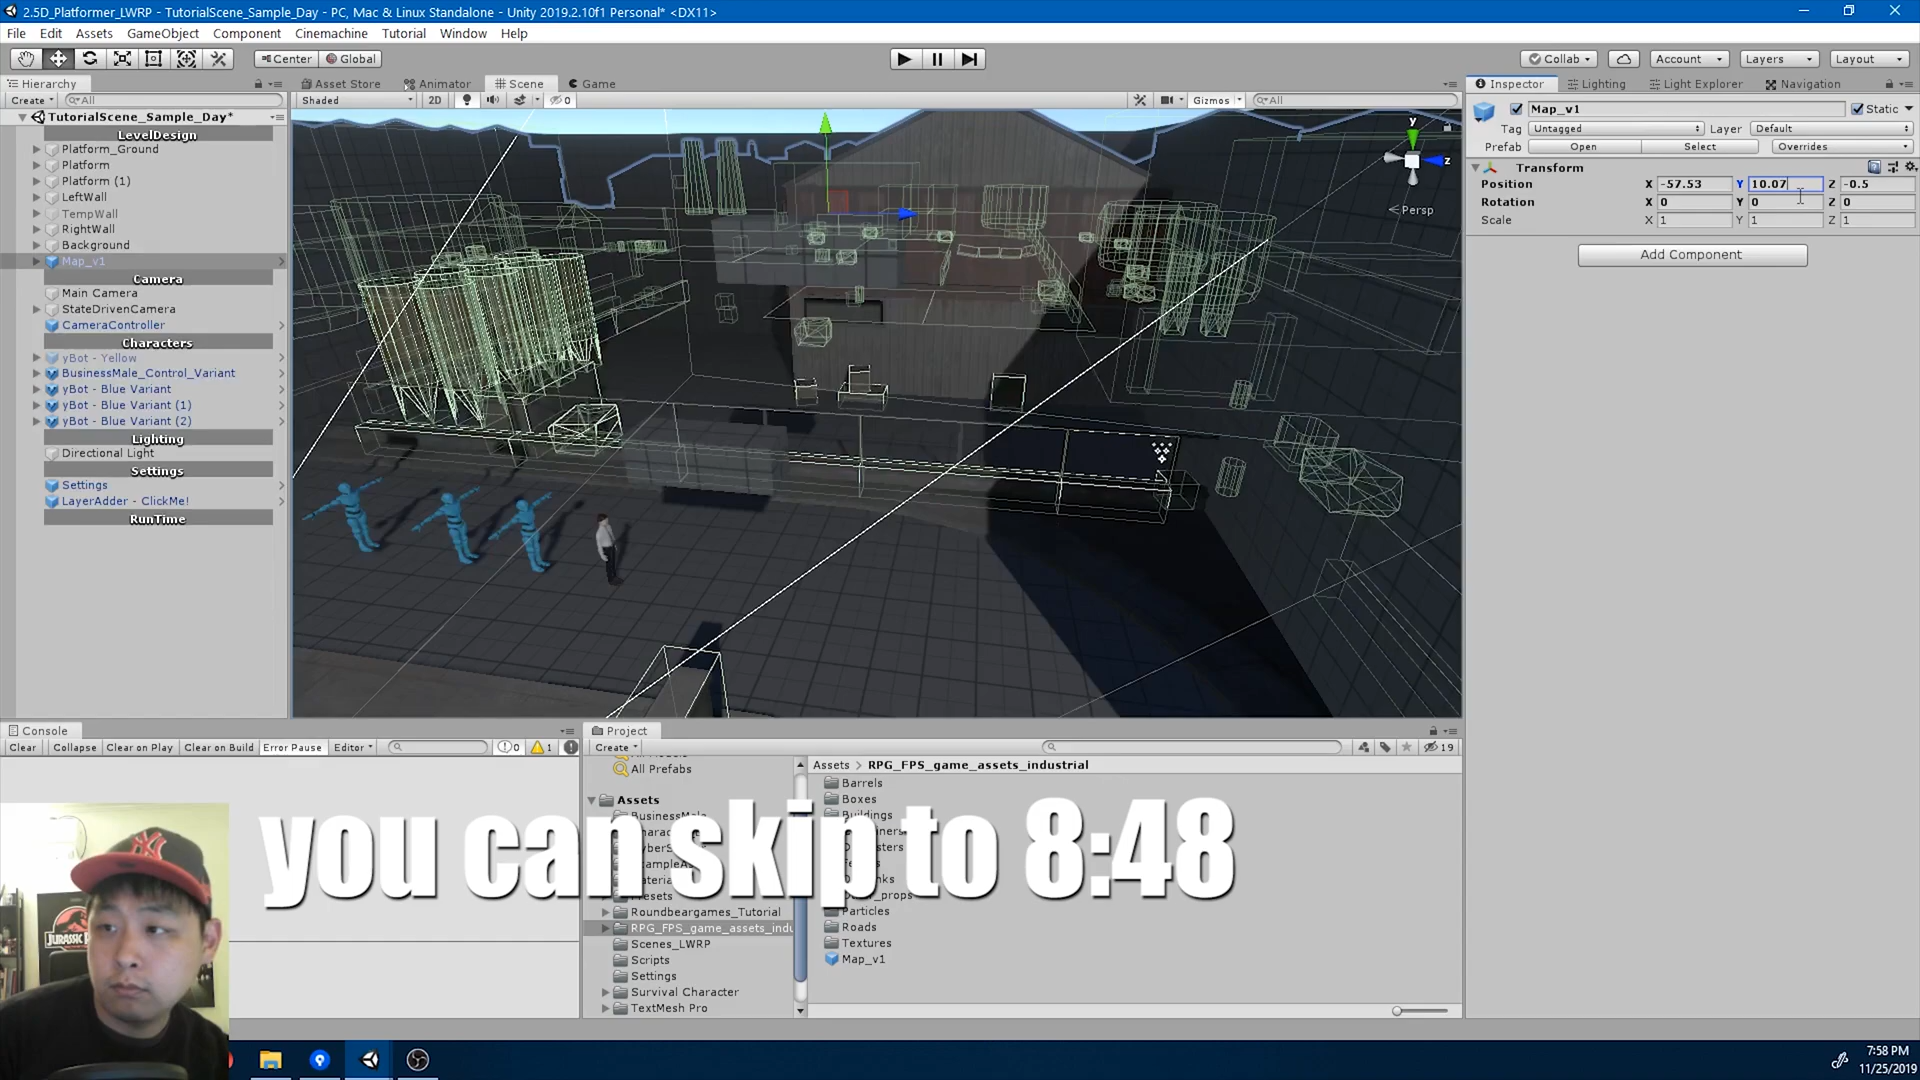 2.5D_Platformer_LWRP - TutorialScene_Sample_Day - PC, Mac & Linux Standalone - Unity 2019.2.10f1 Personal* <DX11>
File Edit Assets GameObject Component Cinemachine Tutorial Window Help
Center Global Collab Account Layers Layout
Hierarchy Asset Store Animator Scene Game Inspector Lighting Light Explorer Navigation
Create All Shaded 2D 0 Gizmos All
TutorialScene_Sample_Day*
LevelDesign
Platform_Ground
Platform
Platform (1)
LeftWall
TempWall
RightWall
Background
Map_v1
Camera
Main Camera
StateDrivenCamera
CameraController
Characters
yBot - Yellow
BusinessMale_Control_Variant
yBot - Blue Variant
yBot - Blue Variant (1)
yBot - Blue Variant (2)
Lighting
Directional Light
Settings
Settings
LayerAdder - ClickMe!
RunTime
y
z
Persp
Map_v1 Static
Tag Untagged Layer Default
Prefab Open Select Overrides
Transform
Position X -57.53 Y 10.07 Z -0.5
Rotation X 0 Y 0 Z 0
Scale X 1 Y 1 Z 1
Add Component
Console
Clear Collapse Clear on Play Clear on Build Error Pause Editor 0 1
Project
Create 19
All Prefabs
Assets
Presets
Roundbeargames_Tutorial
RPG_FPS_game_assets_indu
Scenes_LWRP
Scripts
Settings
Survival Character
TextMesh Pro
Assets > RPG_FPS_game_assets_industrial
Barrels
Boxes
Buildings
Particles
Roads
Textures
Map_v1
you can skip to 8:48
JURASSIC
7:58 PM
11/25/2019